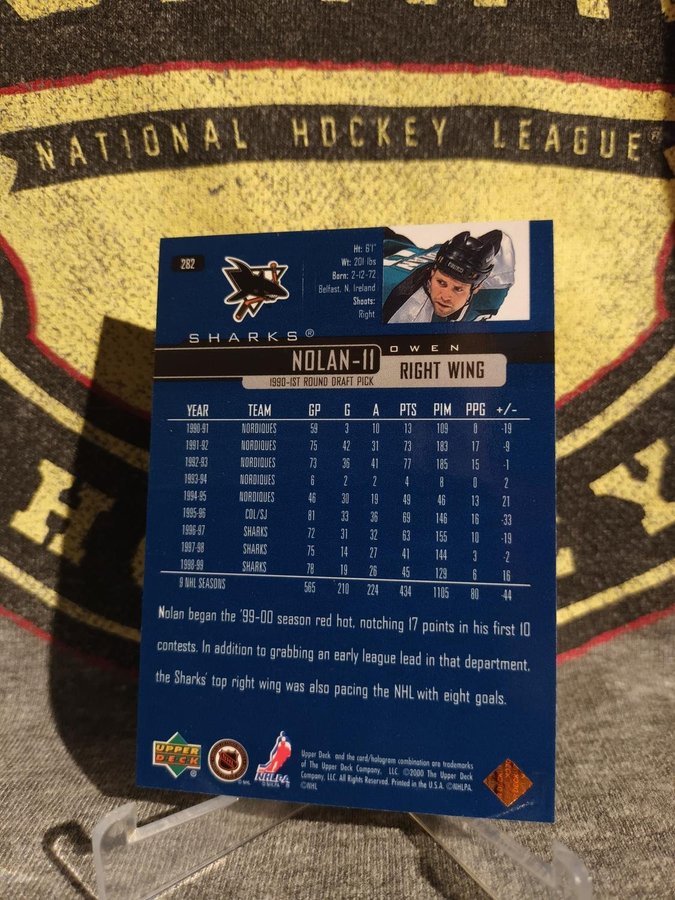 NATIONAL HOCKEY LEAGUE®
282
Ht: 6'1"
Wt: 201 lbs
Born: 2-12-72
Belfast, N. Ireland
Shoots:
Right
SHARKS®
OWEN
NOLAN-11
RIGHT WING
1990-1ST ROUND DRAFT PICK
YEAR TEAM GP G A PTS PIM PPG +/-
1990-91 NORDIQUES 59 3 10 13 109 8 -19
1991-92 NORDIQUES 75 42 31 73 183 17 -9
1992-93 NORDIQUES 73 36 41 77 185 15 -1
1993-94 NORDIQUES 6 2 2 4 8 0 2
1994-95 NORDIQUES 46 30 19 49 46 13 21
1995-96 COL/SJ 81 33 36 69 146 16 -33
1996-97 SHARKS 72 31 32 63 155 10 -19
1997-98 SHARKS 75 14 27 41 144 3 -2
1998-99 SHARKS 78 19 26 45 129 6 16
9 NHL SEASONS 565 210 224 434 1105 80 -44
Nolan began the '99-00 season red hot, notching 17 points in his first 10
contests. In addition to grabbing an early league lead in that department,
the Sharks' top right wing was also pacing the NHL with eight goals.
UPPER
DECK
NHLPA
Upper Deck and the card/hologram combination are trademarks
of The Upper Deck Company, LLC ©2000 The Upper Deck
Company, LLC. All Rights Reserved. Printed in the U.S.A. ©NHLPA.
©NHL